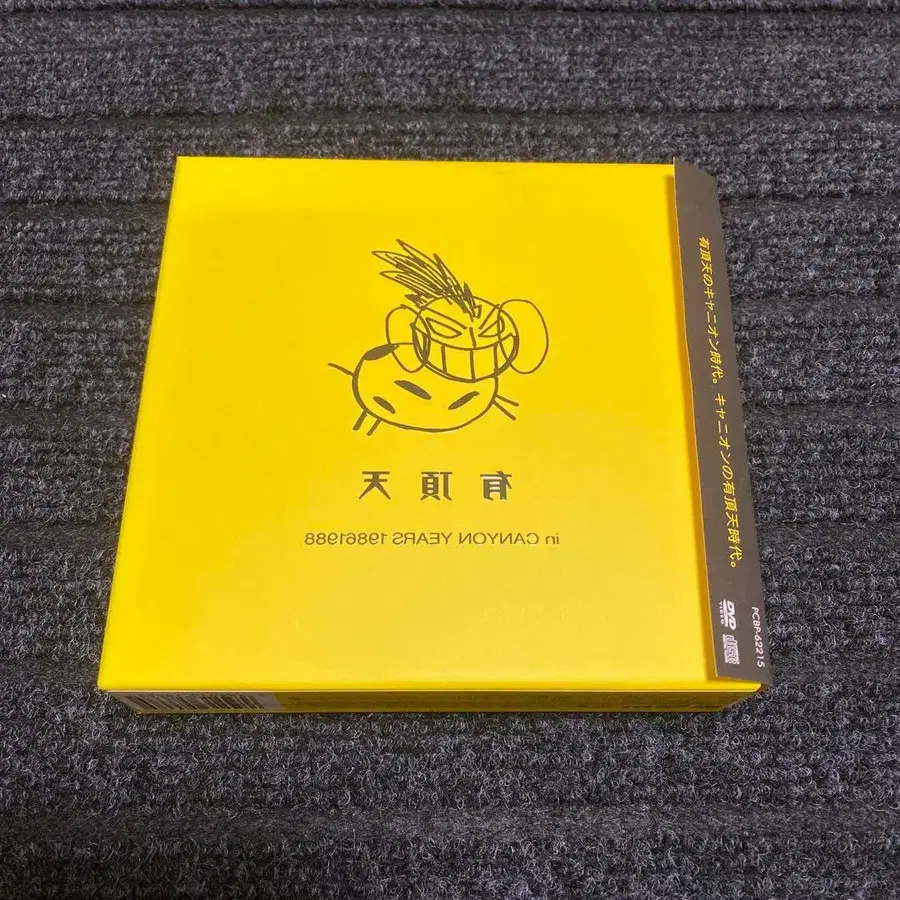 有頂天
in CANYON YEARS 19861988
有頂天のキャニオン時代。キャニオンの有頂天時代。
DVD
VIDEO
PCBP-62215